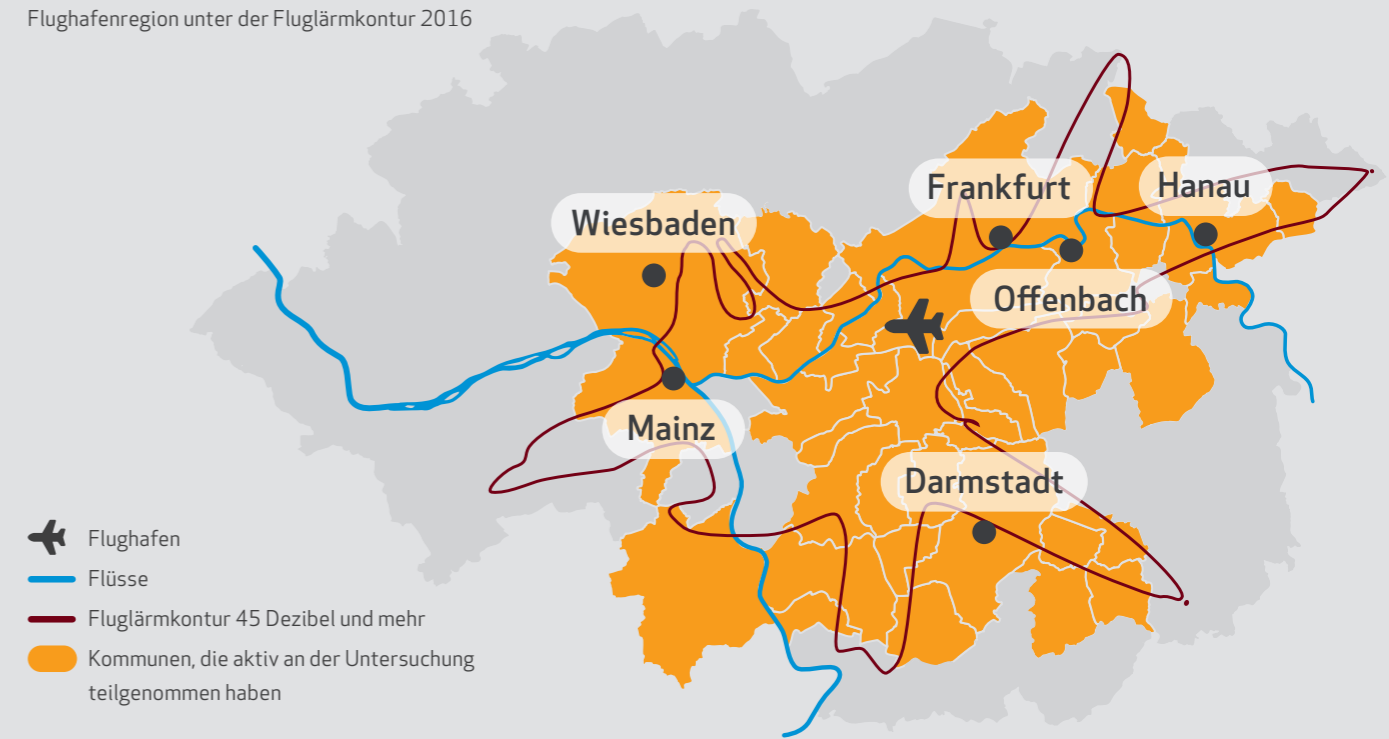 Flughafenregion unter der Fluglärmkontur 2016
Frankfurt
Hanau
Wiesbaden
Offenbach
Mainz
Darmstadt
Flughafen
Flüsse
Fluglärmkontur 45 Dezibel und mehr
Kommunen, die aktiv an der Untersuchung
teilgenommen haben